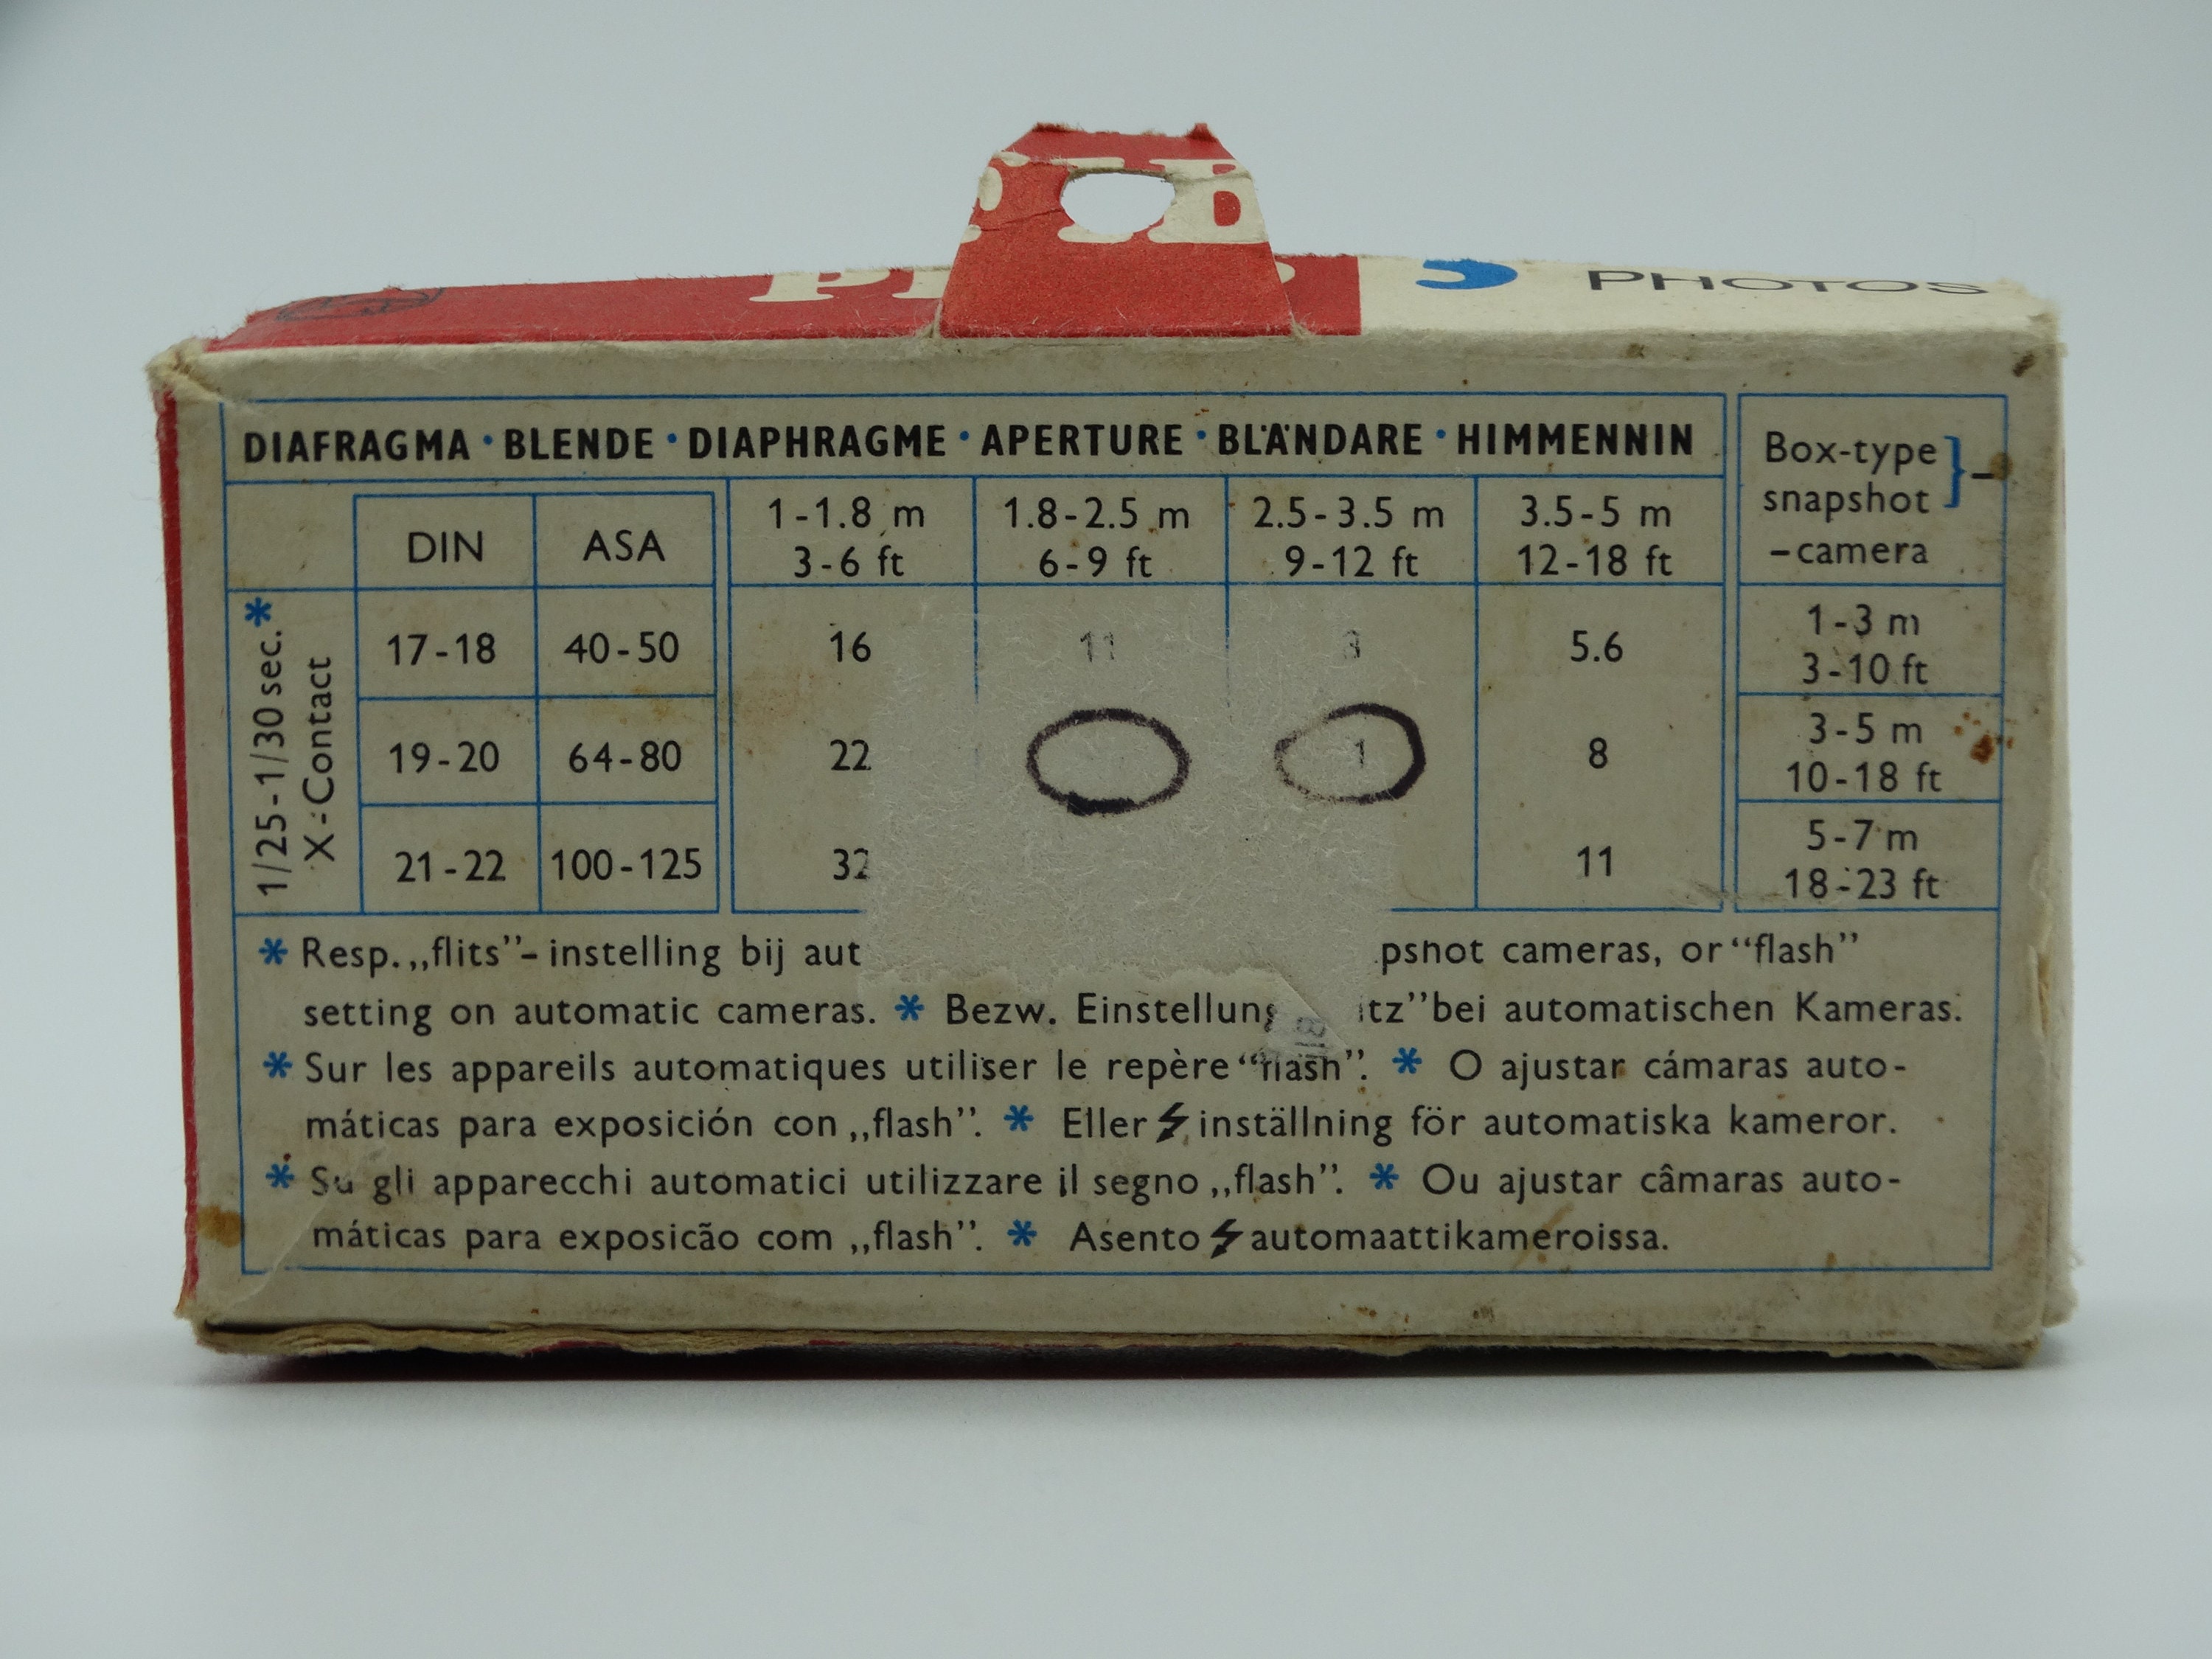 PHOTOS
DIAFRAGMA · BLENDE · DIAPHRAGME · APERTURE · BLÄNDARE · HIMMENNIN
Box-type
snapshot
-camera
DIN ASA
1-1.8 m 1.8-2.5 m 2.5-3.5 m 3.5-5 m
3-6 ft 6-9 ft 9-12 ft 12-18 ft
* 1/25-1/30 sec.
X-Contact
17-18 40-50 16 11 5.6
1-3 m
3-10 ft
19-20 64-80 22 8
3-5 m
10-18 ft
21-22 100-125 32 11
5-7 m
18-23 ft
* Resp. „flits”-instelling bij cameras, or “flash”
setting on automatic cameras. * Bezw. bei automatischen Kameras.
* Sur les appareils automatiques utiliser le repère “flash”. * O ajustar cámaras auto-
máticas para exposición con „flash”. * Eller inställning för automatiska kameror.
* Su gli apparecchi automatici utilizzare il segno „flash”. * Ou ajustar câmaras auto-
máticas para exposicão com „flash”. * Asento automaattikameroissa.